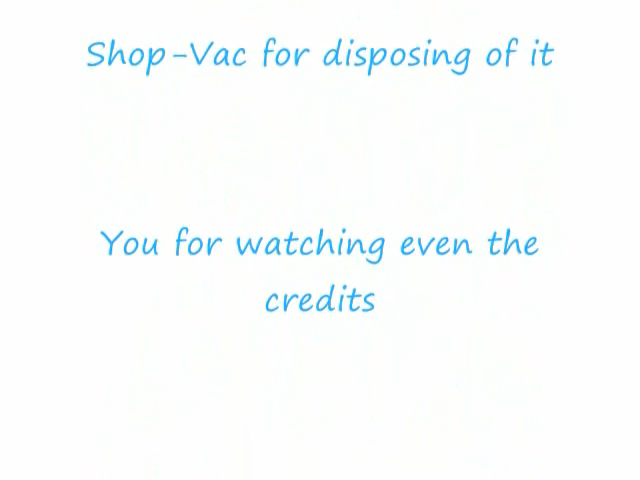 Shop-Vac for disposing of it
You for watching even the
credits